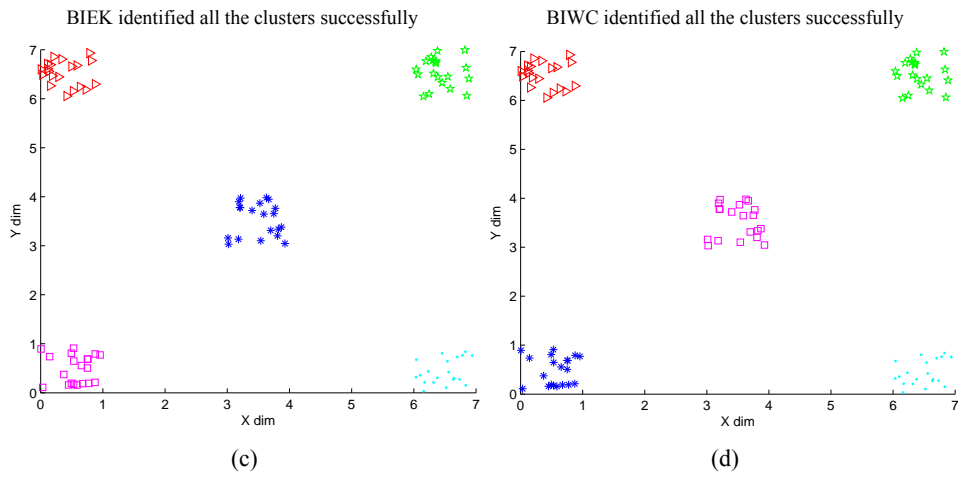 BIEK identified all the clusters successfully
7
6
5
4
3
2
1
0
Y dim
0 1 2 3 4 5 6 7
X dim
(c)
BIWC identified all the clusters successfully
7
6
5
4
3
2
1
0
Y dim
0 1 2 3 4 5 6 7
X dim
(d)